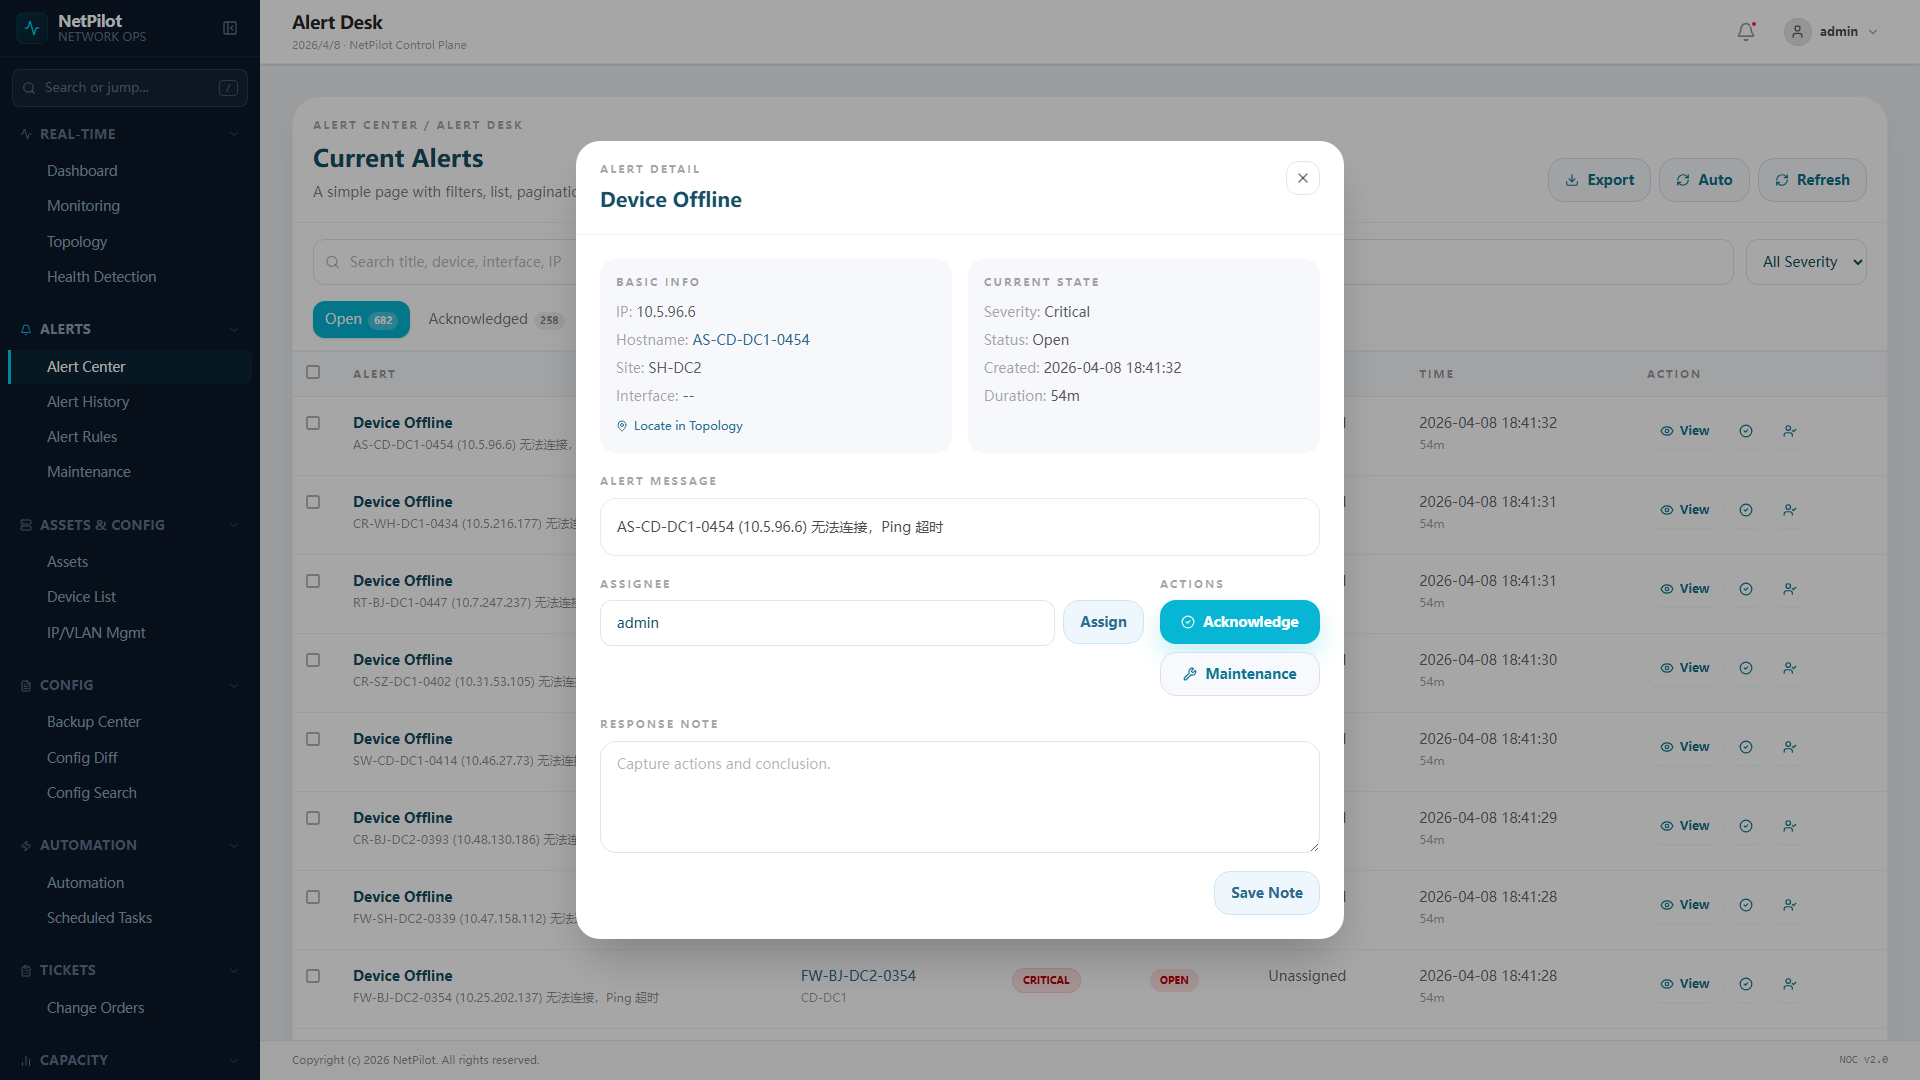 NetPilot
NETWORK OPS
Search or jump...
/
REAL-TIME
Dashboard
Monitoring
Topology
Health Detection
ALERTS
Alert Center
Alert History
Alert Rules
Maintenance
ASSETS & CONFIG
Assets
Device List
IP/VLAN Mgmt
CONFIG
Backup Center
Config Diff
Config Search
AUTOMATION
Automation
Scheduled Tasks
TICKETS
Change Orders
CAPACITY
Alert Desk
2026/4/8 · NetPilot Control Plane
admin
ALERT CENTER / ALERT DESK
Current Alerts
A simple page with filters, list,
Export
Auto
Refresh
Search title, device, interface, IP
All Severity
Open 682
Acknowledged 258
ALERT
TIME
ACTION
Device Offline
AS-CD-DC1-0454 (10.5.96.6) 无法连接,
2026-04-08 18:41:32
54m
View
Device Offline
CR-WH-DC1-0434 (10.5.216.177) 无法
2026-04-08 18:41:31
54m
View
Device Offline
RT-BJ-DC1-0447 (10.7.247.237) 无法
2026-04-08 18:41:31
54m
View
Device Offline
CR-SZ-DC1-0402 (10.31.53.105) 无法
2026-04-08 18:41:30
54m
View
Device Offline
SW-CD-DC1-0414 (10.46.27.73) 无法连
2026-04-08 18:41:30
54m
View
Device Offline
CR-BJ-DC2-0393 (10.48.130.186) 无法
2026-04-08 18:41:29
54m
View
Device Offline
FW-SH-DC2-0339 (10.47.158.112) 无法
2026-04-08 18:41:28
54m
View
Device Offline
FW-BJ-DC2-0354 (10.25.202.137) 无法连接，Ping 超时
FW-BJ-DC2-0354
CD-DC1
CRITICAL
OPEN
Unassigned
2026-04-08 18:41:28
54m
View
ALERT DETAIL
Device Offline
BASIC INFO
IP: 10.5.96.6
Hostname: AS-CD-DC1-0454
Site: SH-DC2
Interface: --
Locate in Topology
CURRENT STATE
Severity: Critical
Status: Open
Created: 2026-04-08 18:41:32
Duration: 54m
ALERT MESSAGE
AS-CD-DC1-0454 (10.5.96.6) 无法连接，Ping 超时
ASSIGNEE
admin
Assign
ACTIONS
Acknowledge
Maintenance
RESPONSE NOTE
Capture actions and conclusion.
Save Note
Copyright (c) 2026 NetPilot. All rights reserved.
NOC v2.0